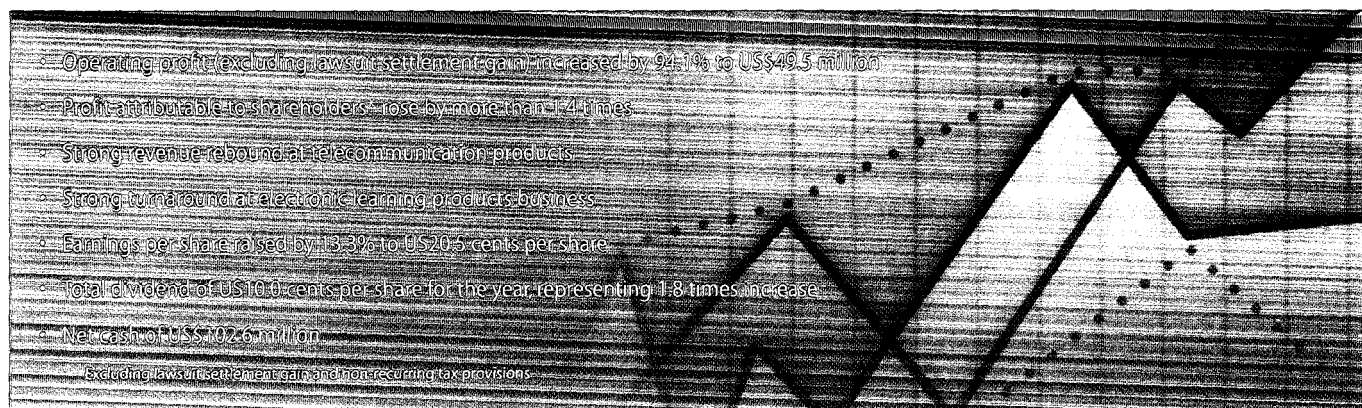 • Operating profit (excluding lawsuit settlement gain) increased by 94.1% to US$49.5 million
• Profit attributable to shareholders* rose by more than 1.4 times
• Strong revenue rebound at telecommunication products
• Strong turnaround at electronic learning products business
• Earnings per share raised by 13.3% to US20.5 cents per share
• Total dividend of US10.0 cents per share for the year, representing 1.8 times increase
• Net cash of US$102.6 million
Excluding lawsuit settlement gain and non-recurring tax provisions